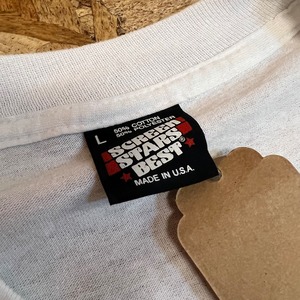 L
50% COTTON
50% POLYESTER
SCREEN
STARS
BEST®
MADE IN U.S.A.